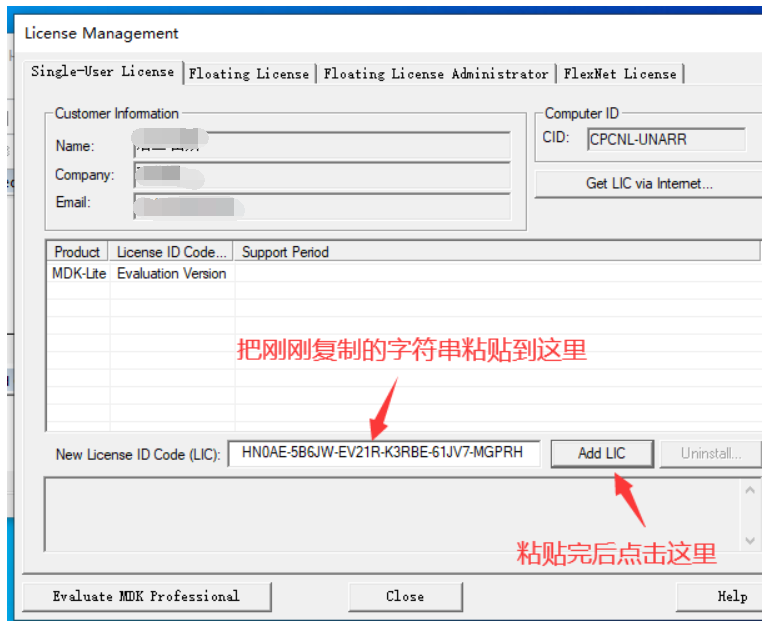 License Management
Single-User License
Floating License
Floating License Administrator
FlexNet License
Customer Information
Name:
Company:
Email:
Computer ID
CID: CPCNL-UNARR
Get LIC via Internet...
Product License ID Code... Support Period
MDK-Lite Evaluation Version
把刚刚复制的字符串粘贴到这里
New License ID Code (LIC): HN0AE-5B6JW-EV21R-K3RBE-61JV7-MGPRH Add LIC Uninstall...
粘贴完后点击这里
Evaluate MDK Professional Close Help